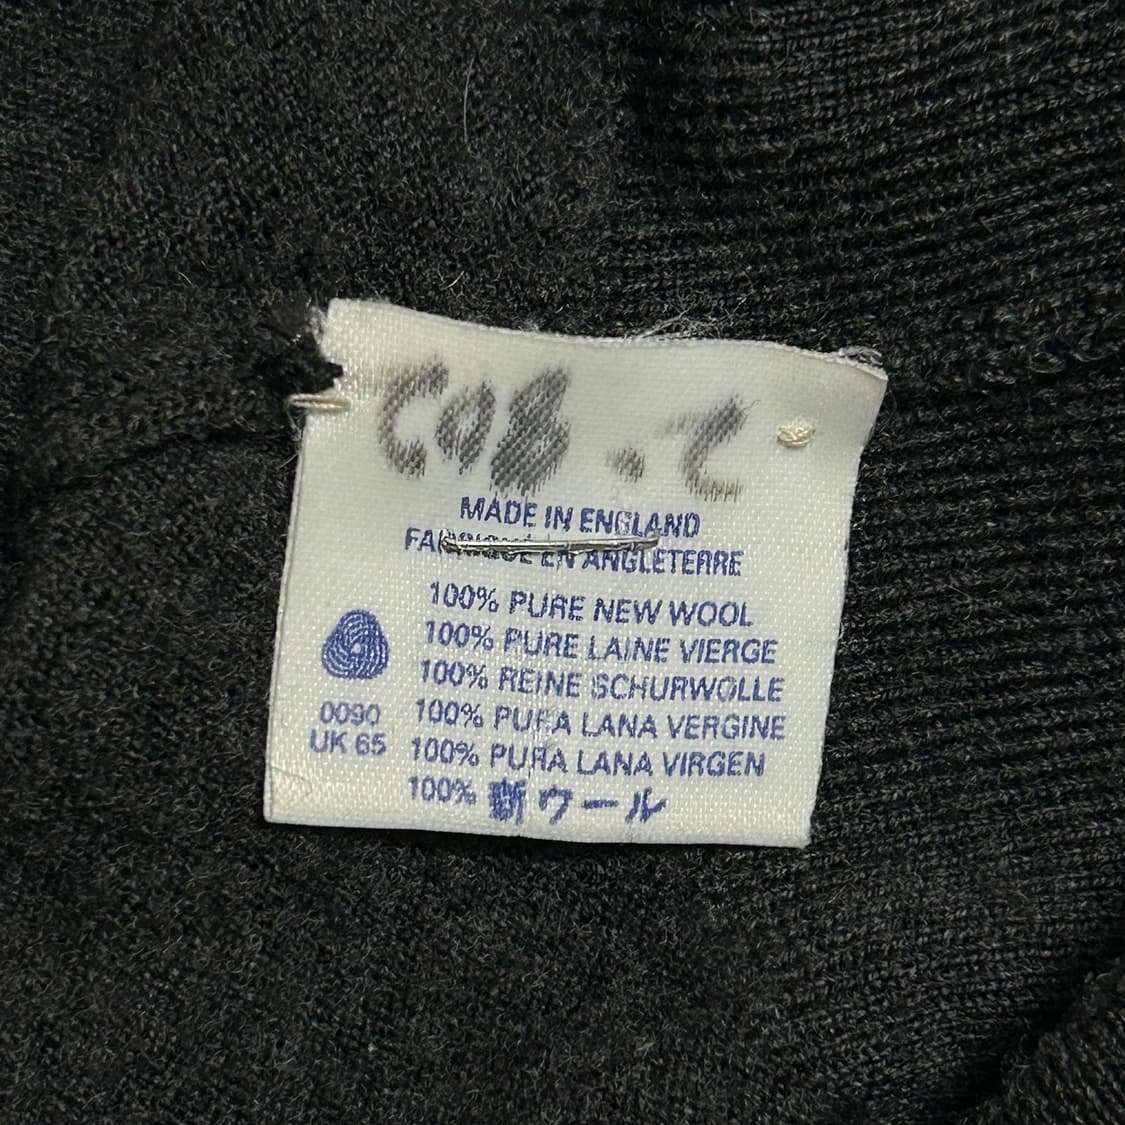 MADE IN ENGLAND
EN ANGLETERRE
100% PURE NEW WOOL
100% PURE LAINE VIERGE
100% REINE SCHURWOLLE
100% PURA LANA VERGINE
100% PURA LANA VIRGEN
100% 新ウール
0090
UK 65